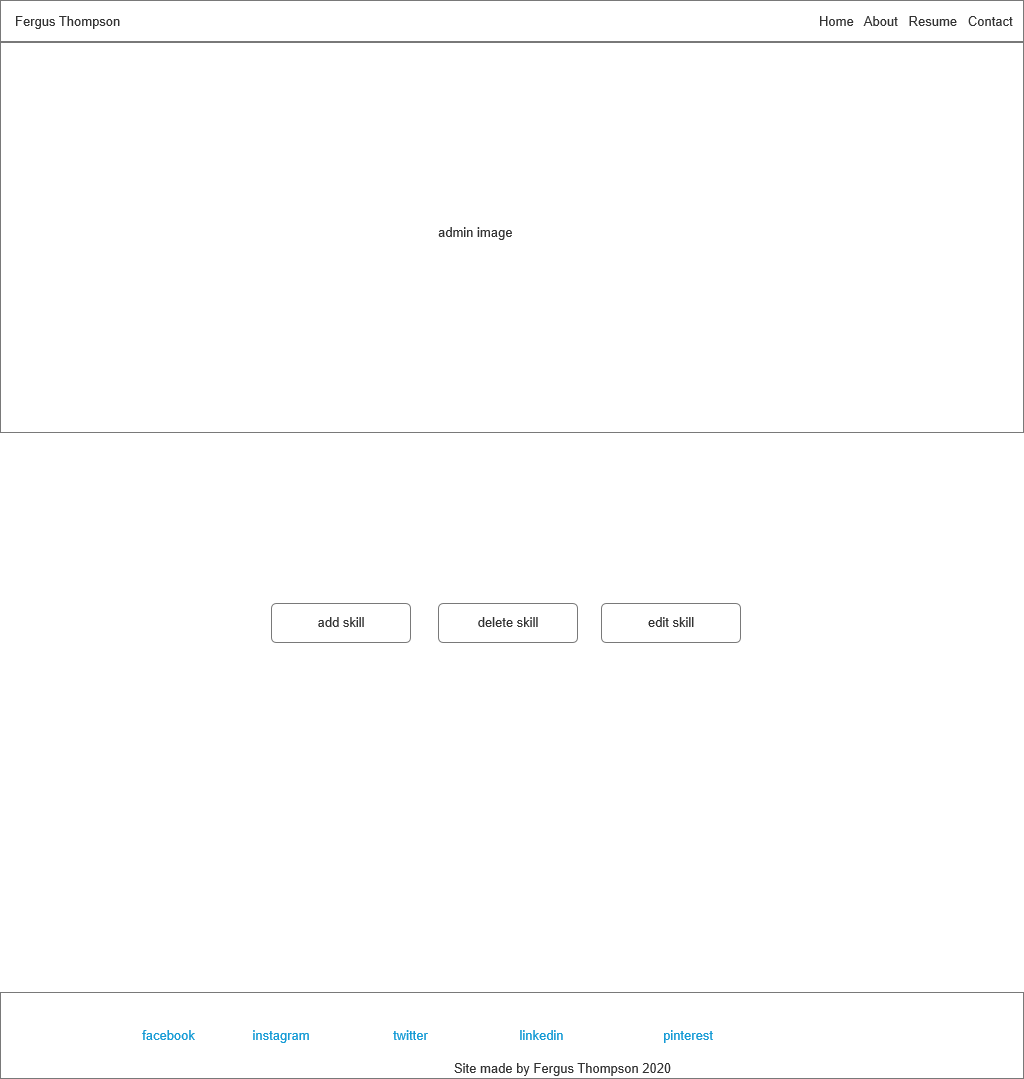 Fergus Thompson Home About Resume Contact
admin image
add skill delete skill edit skill
facebook instagram twitter linkedin pinterest
Site made by Fergus Thompson 2020